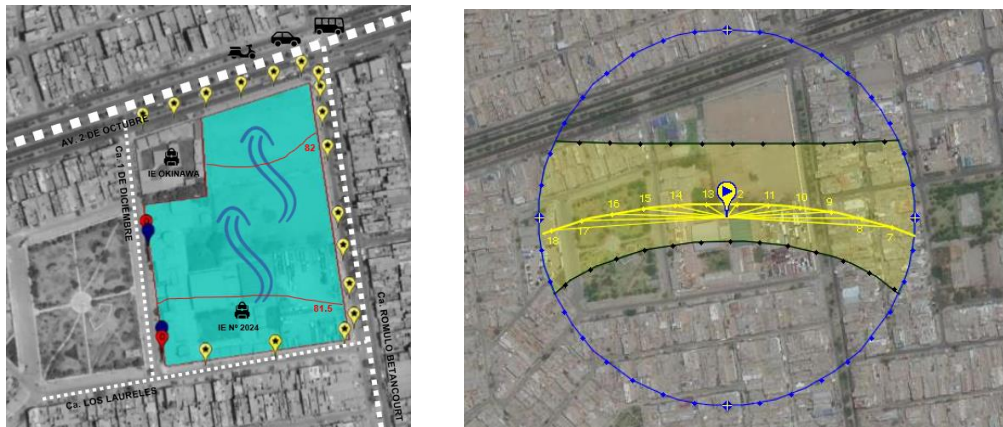 AV. 2 DE OCTUBRE
Ca. 1 DE DICIEMBRE
IE OKINAWA
82
81.5
IE Nº 2024
Ca. ROMULO BETANCOURT
Ca. LOS LAURELES
18
17
16
15
14
13
12
11
10
9
8
7